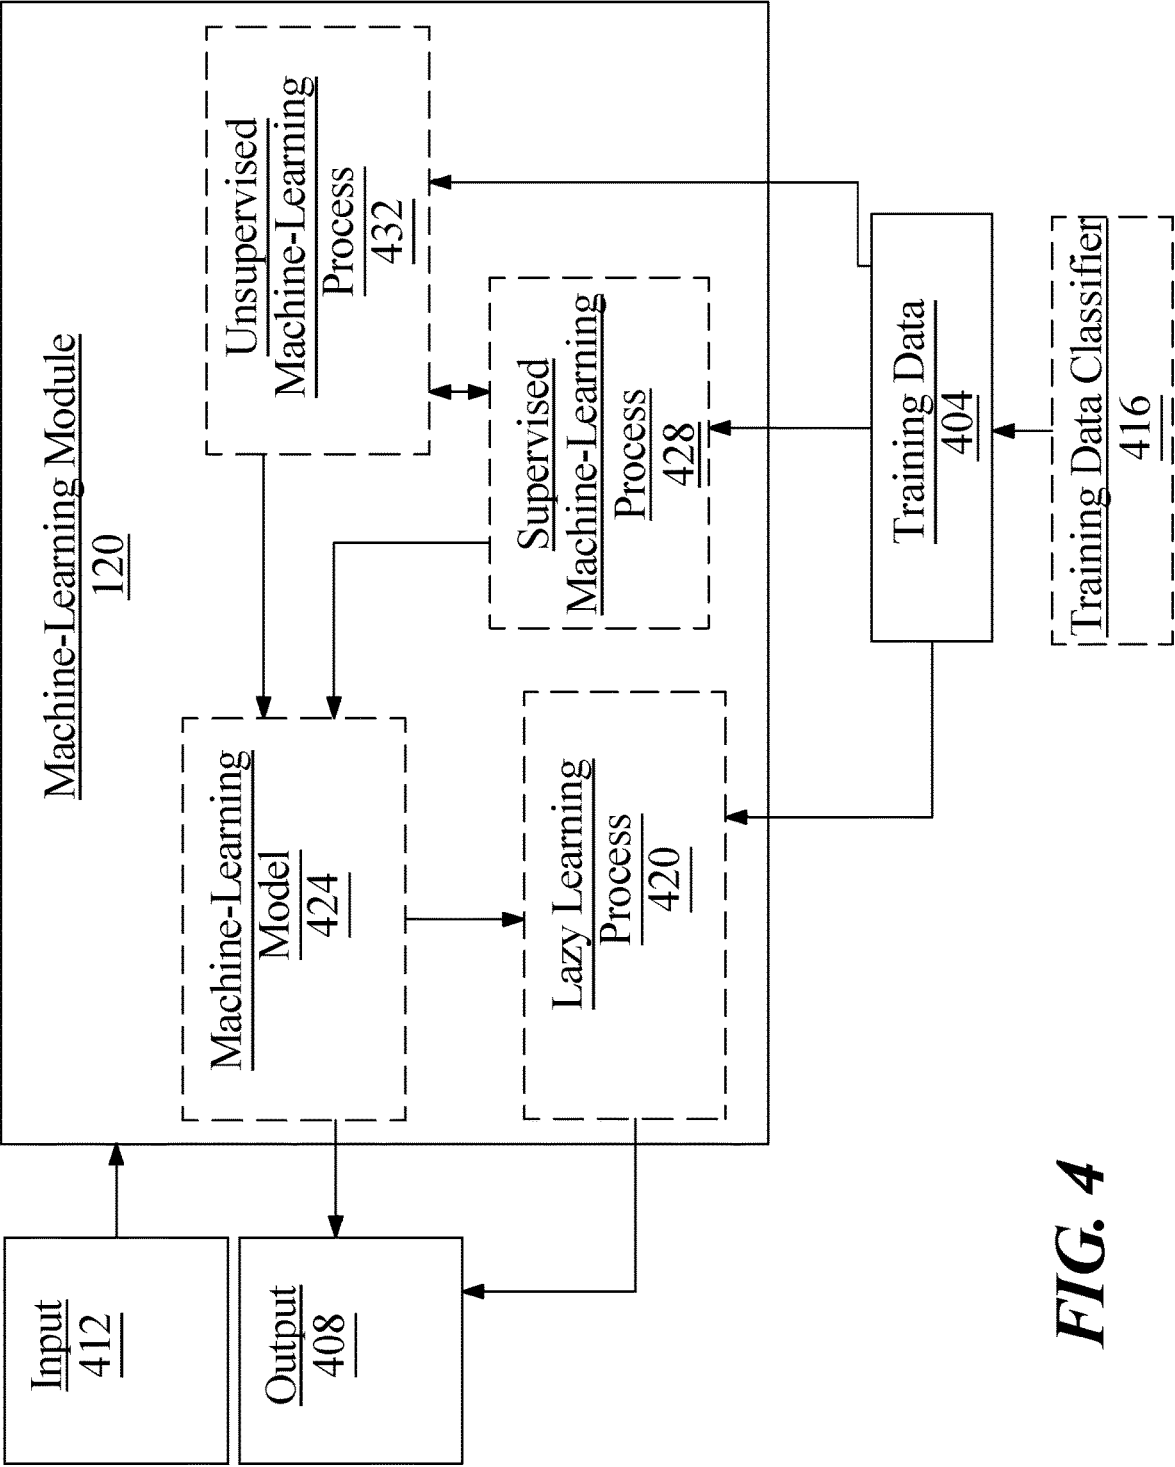 Machine-Learning Module
120
Input
412
Output
408
Machine-Learning
Model
424
Unsupervised
Machine-Learning
Process
432
Lazy Learning
Process
420
Supervised
Machine-Learning
Process
428
Training Data
404
Training Data Classifier
416
FIG. 4